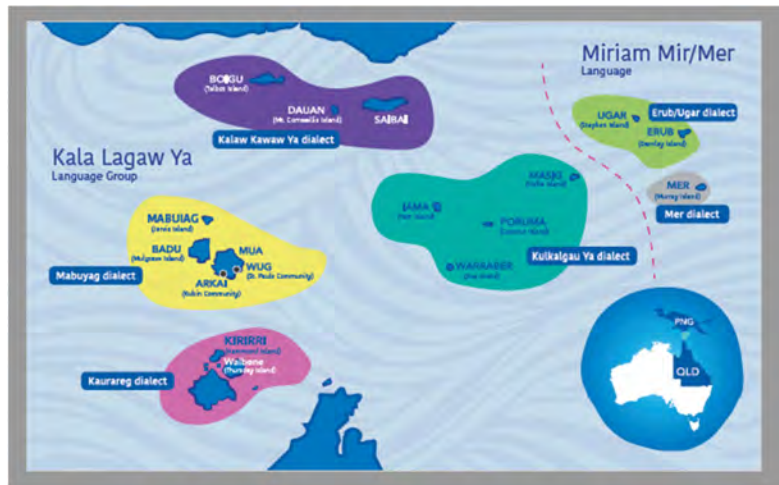 Miriam Mir/Mer
Language
BOIGU
(Talbot Island)
DAUAN
(Mt. Cornwallis Island)
SAIBAI
Kalaw Kawaw Ya dialect
UGAR
(Stephen Island)
Erub/Ugar dialect
ERUB
(Darnley Island)
Kala Lagaw Ya
Language Group
MASIG
(Yorke Island)
MER
(Murray Island)
Mer dialect
IAMA
(Yam Island)
PORUMA
(Coconut Island)
WARRABER
(Sue Island)
Kulkalgau Ya dialect
MABUIAG
(Jervis Island)
BADU
(Mulgrave Island)
MUA
WUG
(St. Pauls Community)
ARKAI
(Kubin Community)
Mabuyag dialect
KIRIRRI
(Hammond Island)
Waibene
(Thursday Island)
Kaurareg dialect
PNG
QLD